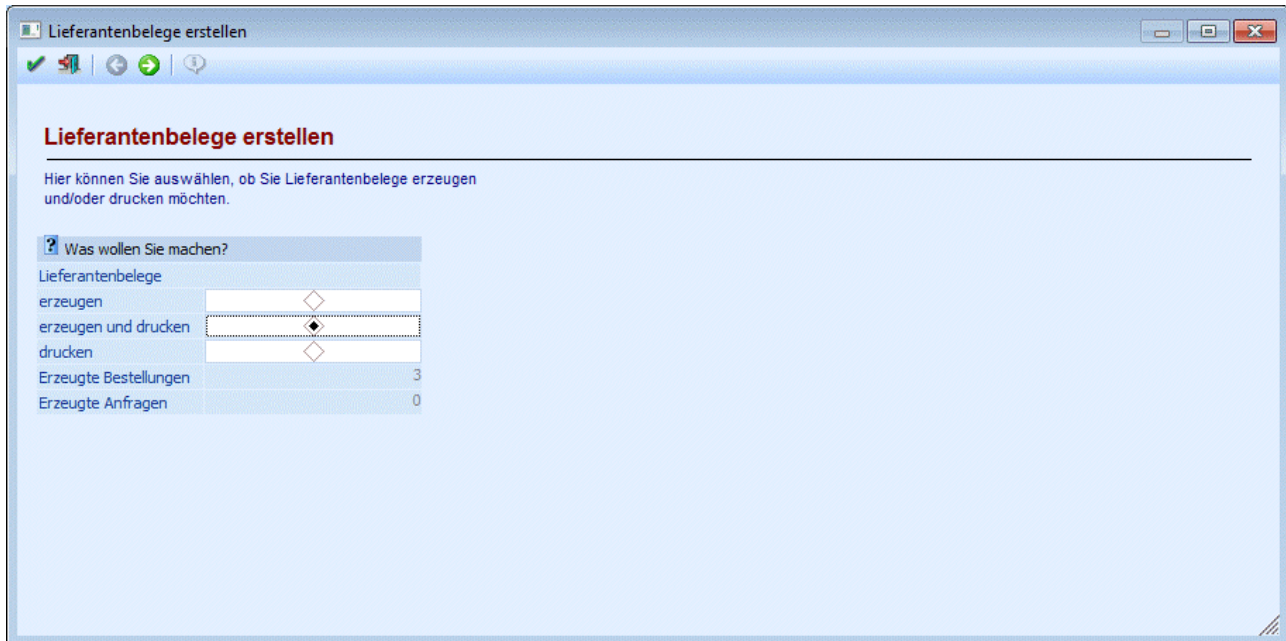 Lieferantenbelege erstellen
Lieferantenbelege erstellen
Hier können Sie auswählen, ob Sie Lieferantenbelege erzeugen
und/oder drucken möchten.
? Was wollen Sie machen?
Lieferantenbelege
erzeugen
erzeugen und drucken
drucken
Erzeugte Bestellungen 3
Erzeugte Anfragen 0